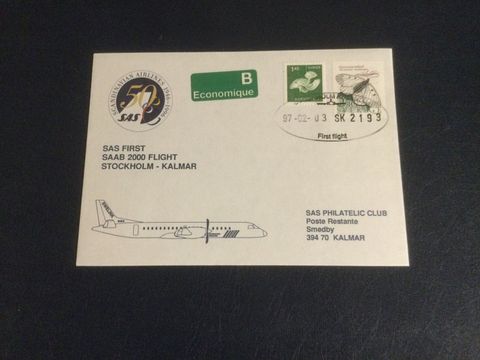 SCANDINAVIAN AIRLINES 1946-1996
50
SAS
B
Economique
97-02-03 SK 2193
First flight
SAS FIRST
SAAB 2000 FLIGHT
STOCKHOLM - KALMAR
SAS PHILATELIC CLUB
Poste Restante
Smedby
394 70 KALMAR